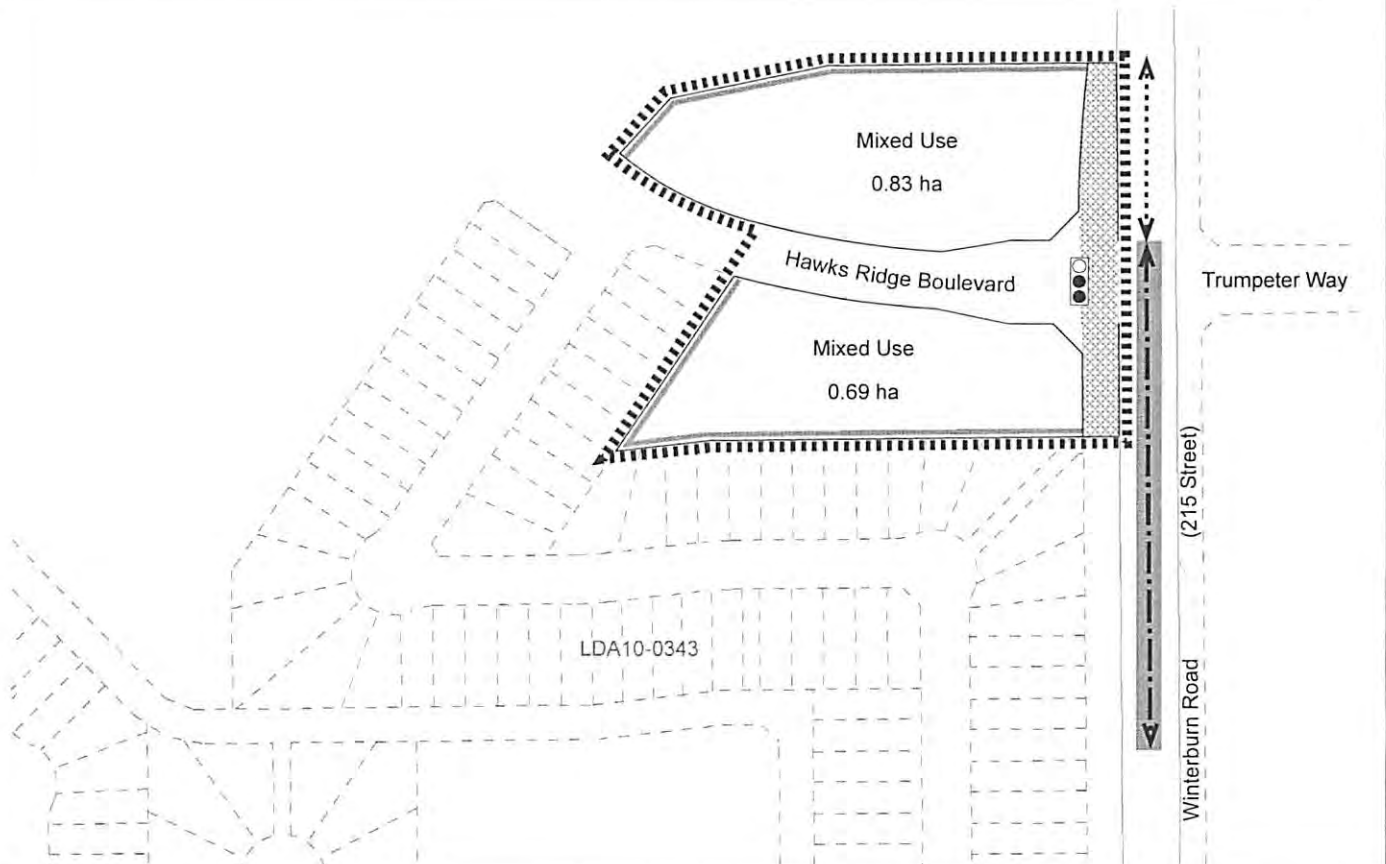 Mixed Use
0.83 ha
Hawks Ridge Boulevard
Trumpeter Way
Mixed Use
0.69 ha
(215 Street)
LDA10-0343
Winterburn Road